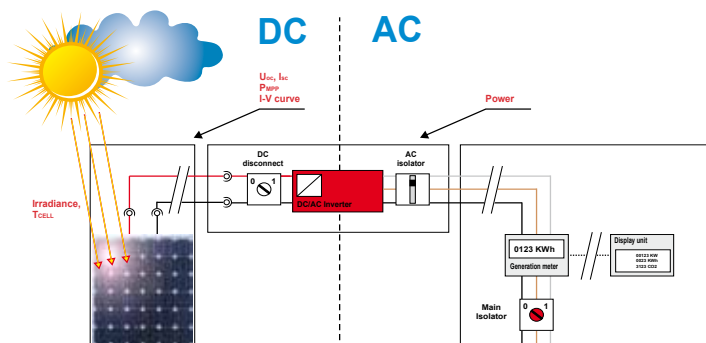 DC
AC
Uoc, Isc
PMPP
I-V curve
Power
DC
disconnect
AC
isolator
0 1
DC/AC Inverter
Irradiance,
TCELL
0123 KWh
Generation meter
Display unit
00123 KW
0023 KWh
3123 CO2
Main
Isolator
0 1